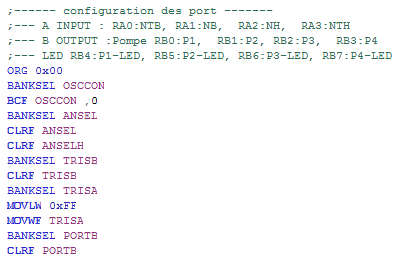 ;------ configuration des port -------
;--- A INPUT : RA0:NTB, RA1:NB, RA2:NH, RA3:NTH
;--- B OUTPUT :Pompe RB0:P1, RB1:P2, RB2:P3, RB3:P4
;--- LED RB4:P1-LED, RB5:P2-LED, RB6:P3-LED, RB7:P4-LED
ORG 0x00
BANKSEL OSCCON
BCF OSCCON ,0
BANKSEL ANSEL
CLRF ANSEL
CLRF ANSELH
BANKSEL TRISB
CLRF TRISB
BANKSEL TRISA
MOVLW 0xFF
MOVWF TRISA
BANKSEL PORTB
CLRF PORTB